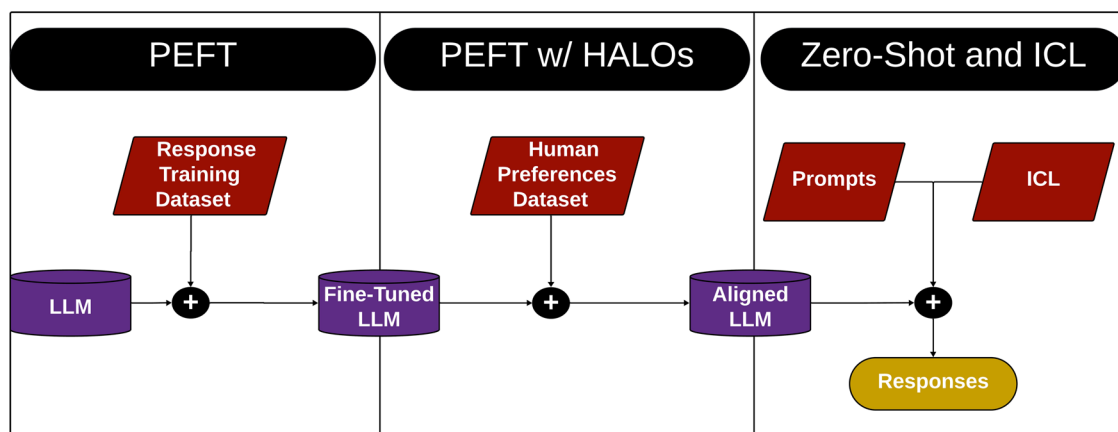 PEFT
PEFT w/ HALOs
Zero-Shot and ICL
Response
Training
Dataset
Human
Preferences
Dataset
Prompts
ICL
LLM
+
Fine-Tuned
LLM
+
Aligned
LLM
+
Responses